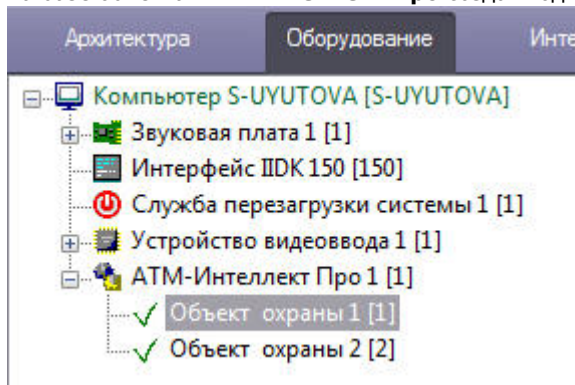 Архитектура Оборудование Инте
Компьютер S-UYUTOVA [S-UYUTOVA]
Звуковая плата 1 [1]
Интерфейс IIDK 150 [150]
Служба перезагрузки системы 1 [1]
Устройство видеоввода 1 [1]
АТМ-Интеллект Про 1 [1]
Объект охраны 1 [1]
Объект охраны 2 [2]